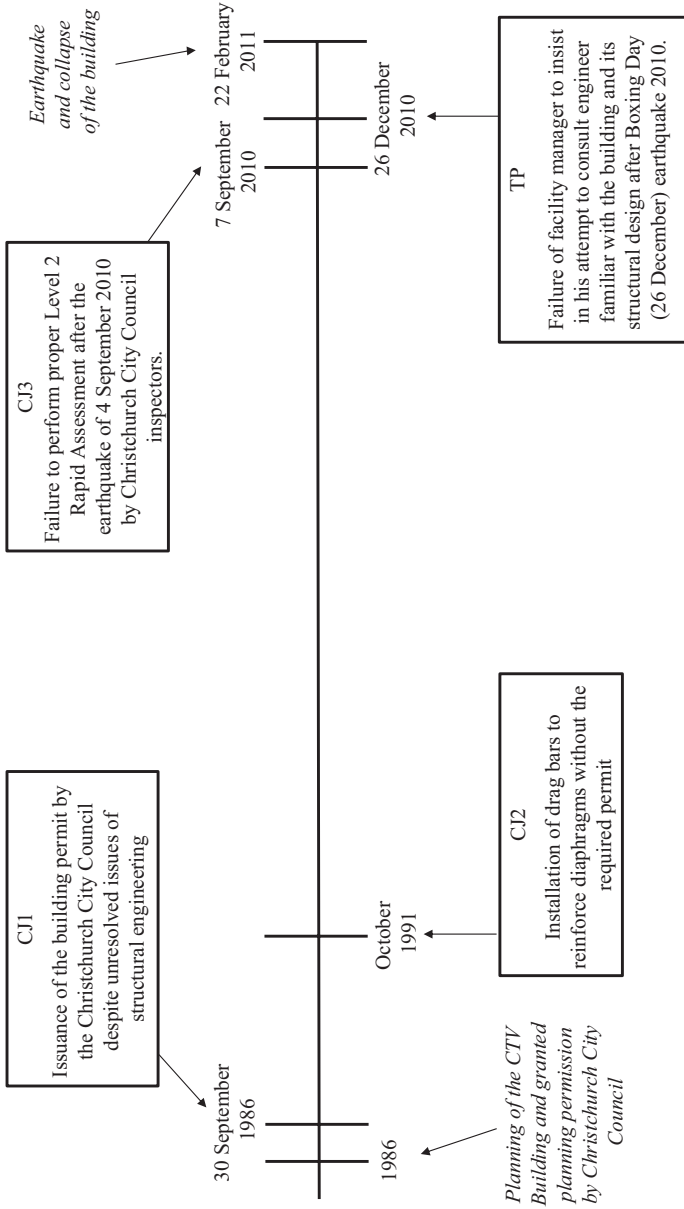 CJ1
Issuance of the building permit by
the Christchurch City Council
despite unresolved issues of
structural engineering
CJ3
Failure to perform proper Level 2
Rapid Assessment after the
earthquake of 4 September 2010
by Christchurch City Council
inspectors.
Earthquake
and collapse
of the building
30 September
1986
7 September
2010
22 February
2011
1986
October
1991
26 December
2010
Planning of the CTV
Building and granted
planning permission
by Christchurch City
Council
CJ2
Installation of drag bars to
reinforce diaphragms without the
required permit
TP
Failure of facility manager to insist
in his attempt to consult engineer
familiar with the building and its
structural design after Boxing Day
(26 December) earthquake 2010.